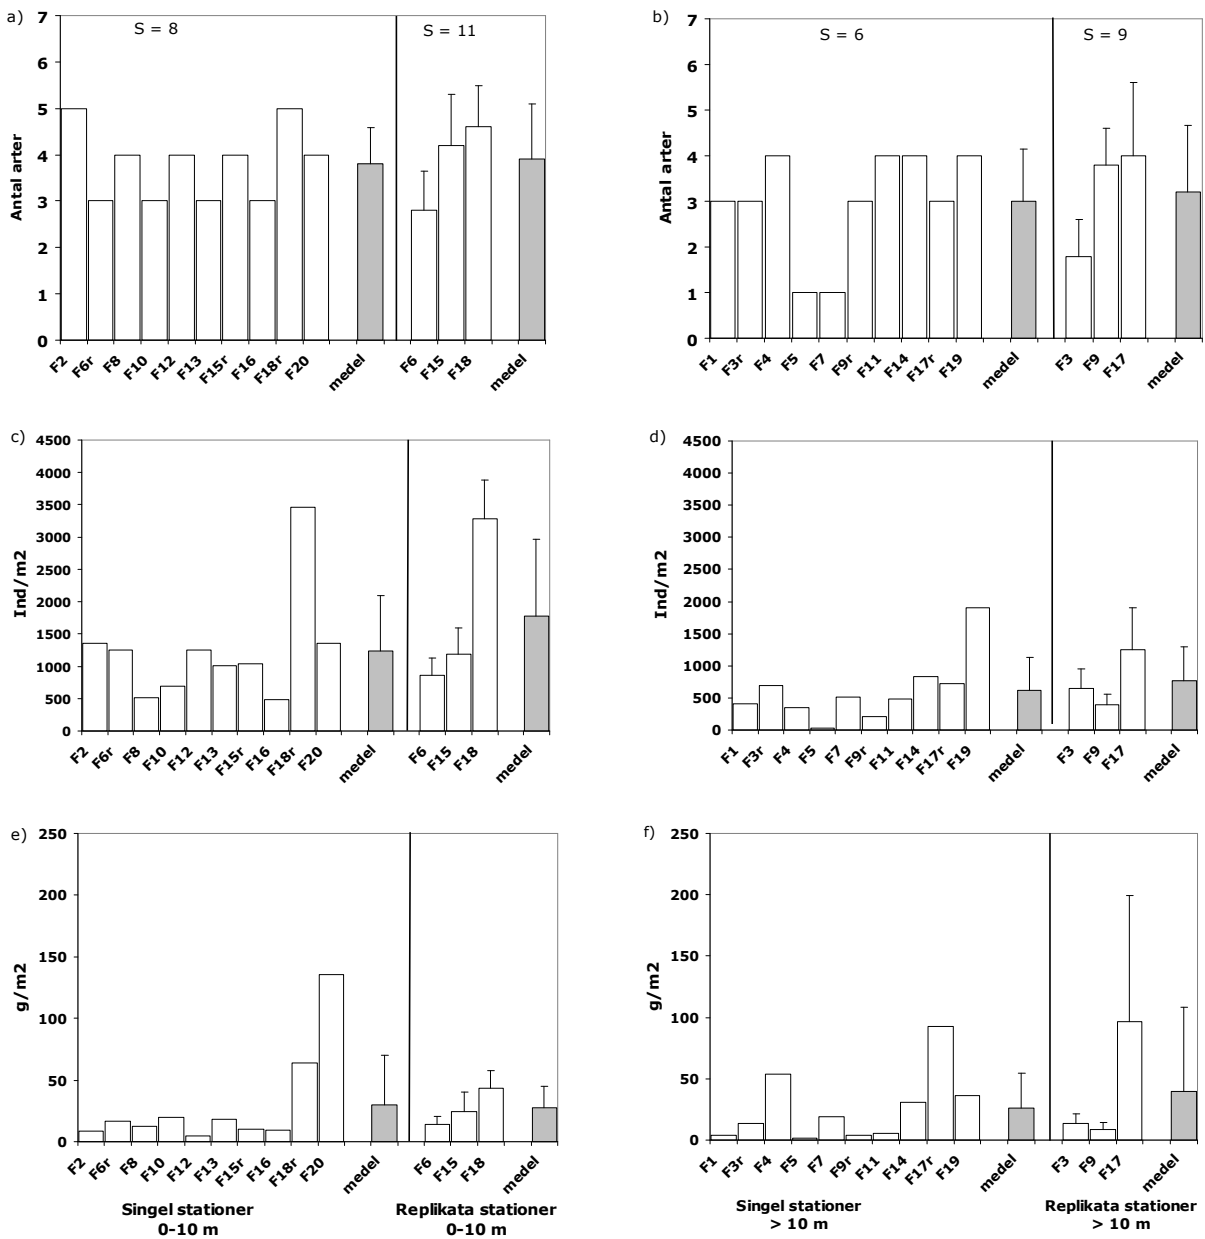 a)
S = 8
S = 11
Antal arter
7
6
5
4
3
2
1
0
F2
F6r
F8
F10
F12
F13
F15r
F16
F18r
F20
medel
F6
F15
F18
medel
b)
S = 6
S = 9
Antal arter
7
6
5
4
3
2
1
0
F1
F3r
F4
F5
F7
F9r
F11
F14
F17r
F19
medel
F3
F9
F17
medel
c)
Ind/m2
4500
4000
3500
3000
2500
2000
1500
1000
500
0
F2
F6r
F8
F10
F12
F13
F15r
F16
F18r
F20
medel
F6
F15
F18
medel
d)
Ind/m2
4500
4000
3500
3000
2500
2000
1500
1000
500
0
F1
F3r
F4
F5
F7
F9r
F11
F14
F17r
F19
medel
F3
F9
F17
medel
e)
g/m2
250
200
150
100
50
0
F2
F6r
F8
F10
F12
F13
F15r
F16
F18r
F20
medel
F6
F15
F18
medel
Singel stationer
0-10 m
Replikata stationer
0-10 m
f)
g/m2
250
200
150
100
50
0
F1
F3r
F4
F5
F7
F9r
F11
F14
F17r
F19
medel
F3
F9
F17
medel
Singel stationer
> 10 m
Replikata stationer
> 10 m